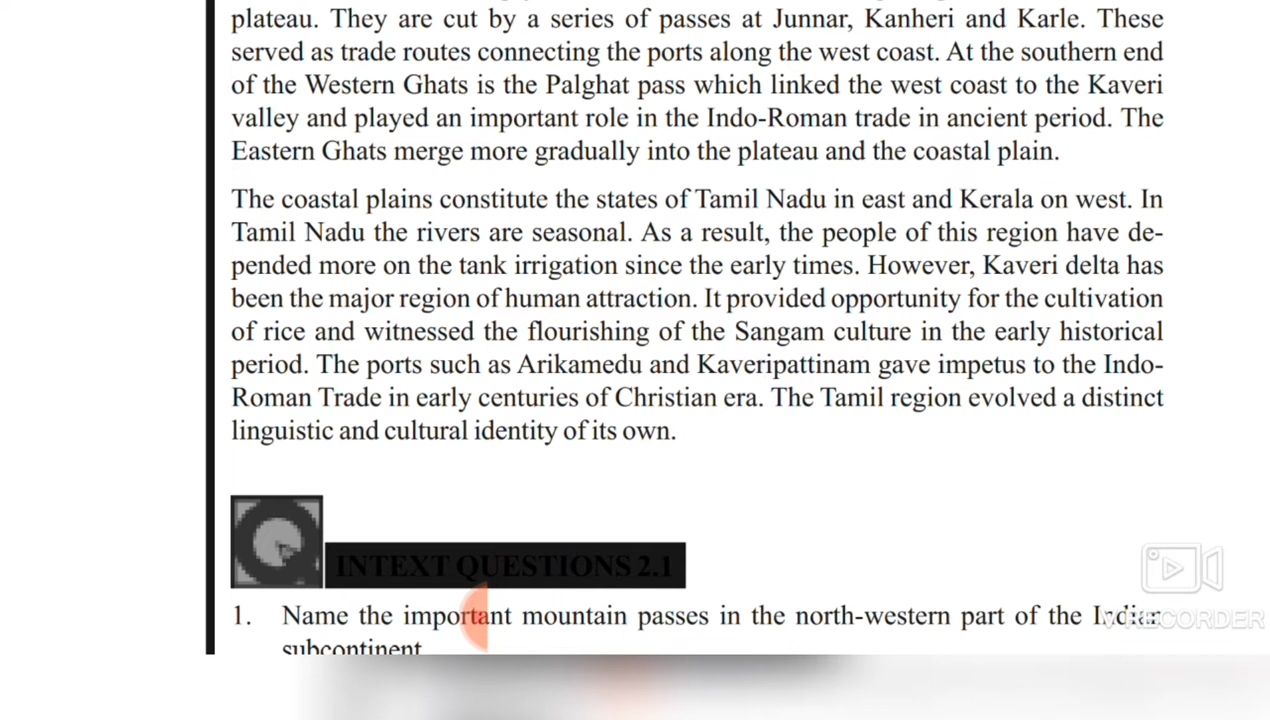 plateau. They are cut by a series of passes at Junnar, Kanheri and Karle. These
served as trade routes connecting the ports along the west coast. At the southern end
of the Western Ghats is the Palghat pass which linked the west coast to the Kaveri
valley and played an important role in the Indo-Roman trade in ancient period. The
Eastern Ghats merge more gradually into the plateau and the coastal plain.
The coastal plains constitute the states of Tamil Nadu in east and Kerala on west. In
Tamil Nadu the rivers are seasonal. As a result, the people of this region have de-
pended more on the tank irrigation since the early times. However, Kaveri delta has
been the major region of human attraction. It provided opportunity for the cultivation
of rice and witnessed the flourishing of the Sangam culture in the early historical
period. The ports such as Arikamedu and Kaveripattinam gave impetus to the Indo-
Roman Trade in early centuries of Christian era. The Tamil region evolved a distinct
linguistic and cultural identity of its own.
INTEXT QUESTIONS 2.1
1. Name the important mountain passes in the north-western part of the Indian
subcontinent
V RECORDER